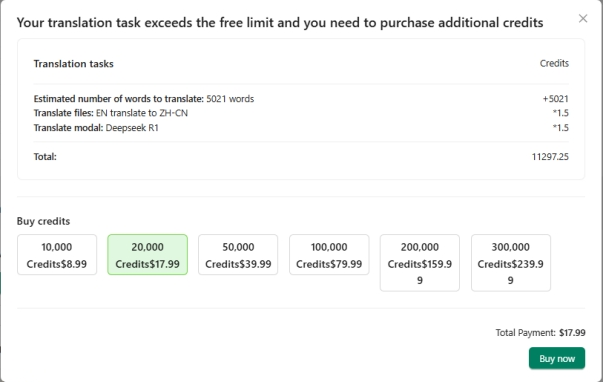 Your translation task exceeds the free limit and you need to purchase additional credits
Translation tasks Credits
Estimated number of words to translate: 5021 words +5021
Translate files: EN translate to ZH-CN *1.5
Translate modal: Deepseek R1 *1.5
Total: 11297.25
Buy credits
10,000
Credits$8.99
20,000
Credits$17.99
50,000
Credits$39.99
100,000
Credits$79.99
200,000
Credits$159.9
9
300,000
Credits$239.9
9
Total Payment: $17.99
Buy now